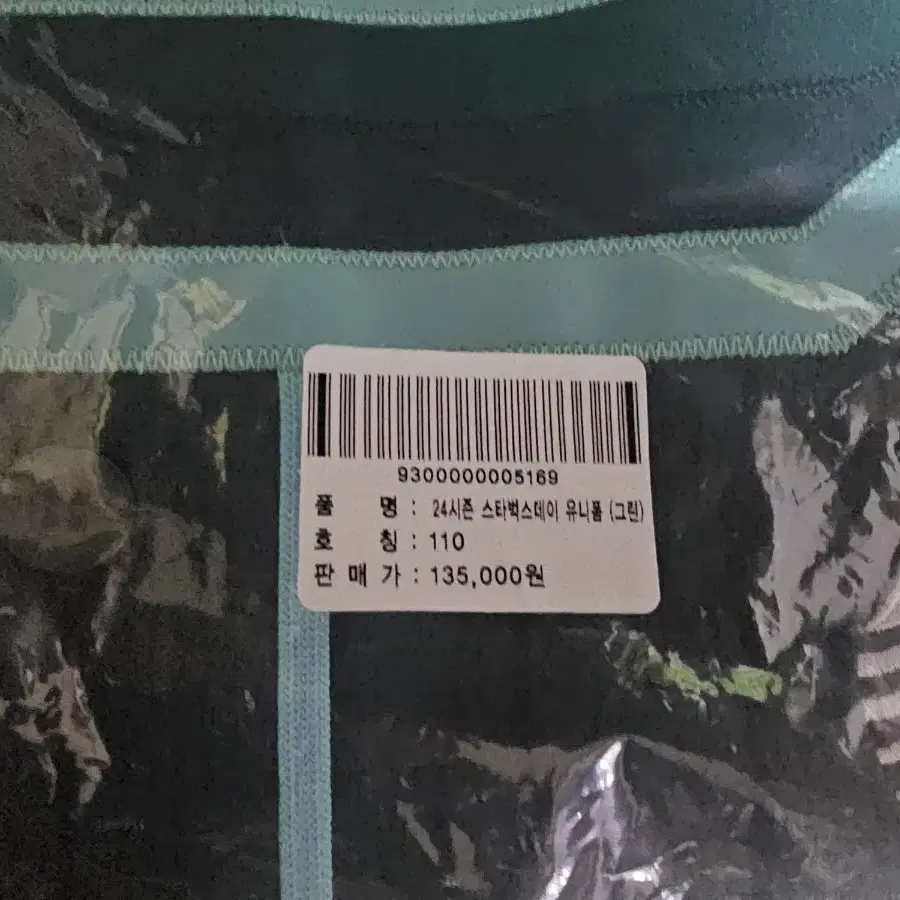 9300000005169
품 명 : 24시즌 스타벅스데이 유니폼 (그린)
호 칭 : 110
판 매 가 : 135,000원